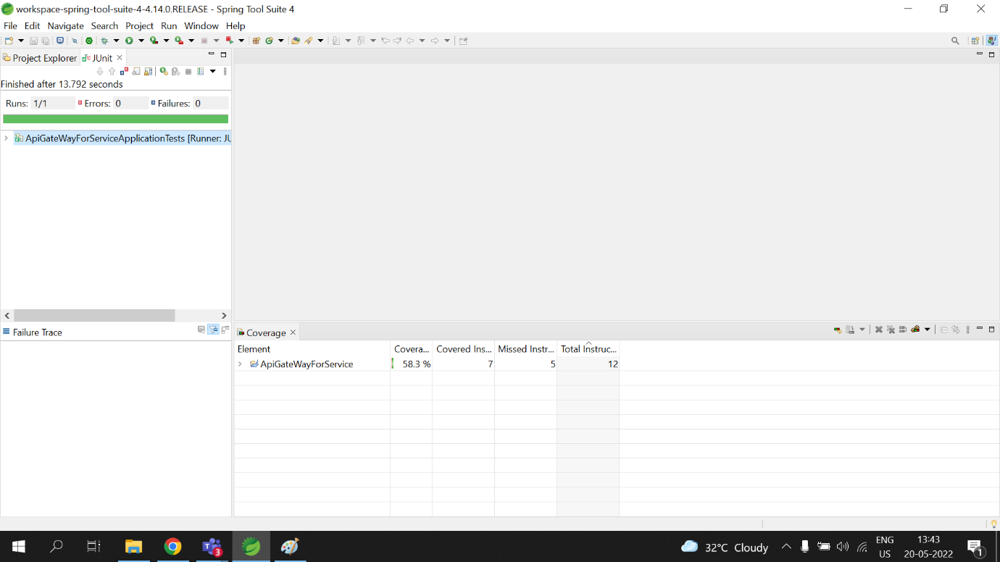 workspace-spring-tool-suite-4-4.14.0.RELEASE - Spring Tool Suite 4
File Edit Navigate Search Project Run Window Help
Project Explorer JUnit
Finished after 13.792 seconds
Runs: 1/1 Errors: 0 Failures: 0
ApiGateWayForServiceApplicationTests [Runner: JU
Failure Trace
Coverage
Element Covera... Covered Ins... Missed Instr... Total Instruc...
ApiGateWayForService 58.3 % 7 5 12
3
32°C Cloudy
ENG
US
13:43
20-05-2022
1